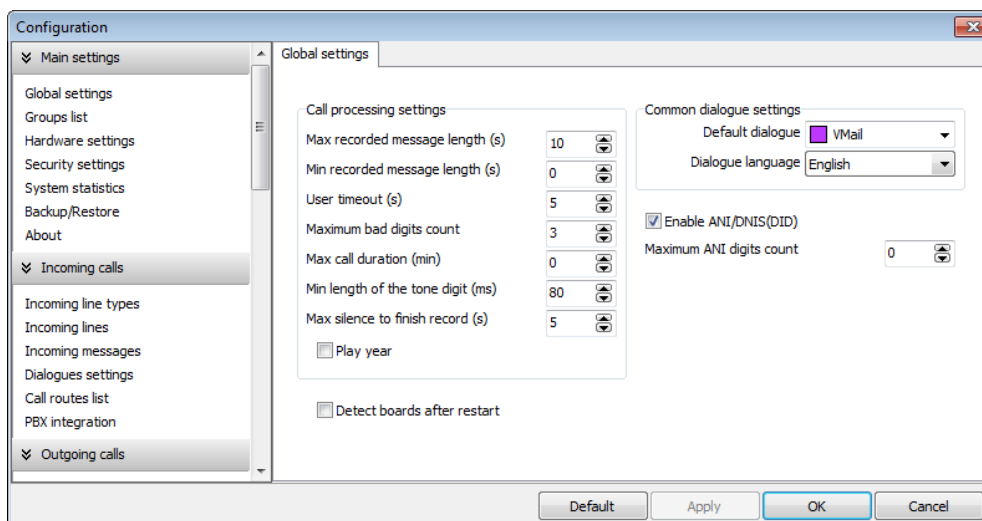 Configuration
Main settings
Global settings
Groups list
Hardware settings
Security settings
System statistics
Backup/Restore
About
Incoming calls
Incoming line types
Incoming lines
Incoming messages
Dialogues settings
Call routes list
PBX integration
Outgoing calls
Global settings
Call processing settings
Max recorded message length (s) 10
Min recorded message length (s) 0
User timeout (s) 5
Maximum bad digits count 3
Max call duration (min) 0
Min length of the tone digit (ms) 80
Max silence to finish record (s) 5
Play year
Detect boards after restart
Common dialogue settings
Default dialogue VMail
Dialogue language English
Enable ANI/DNIS(DID)
Maximum ANI digits count 0
Default Apply OK Cancel